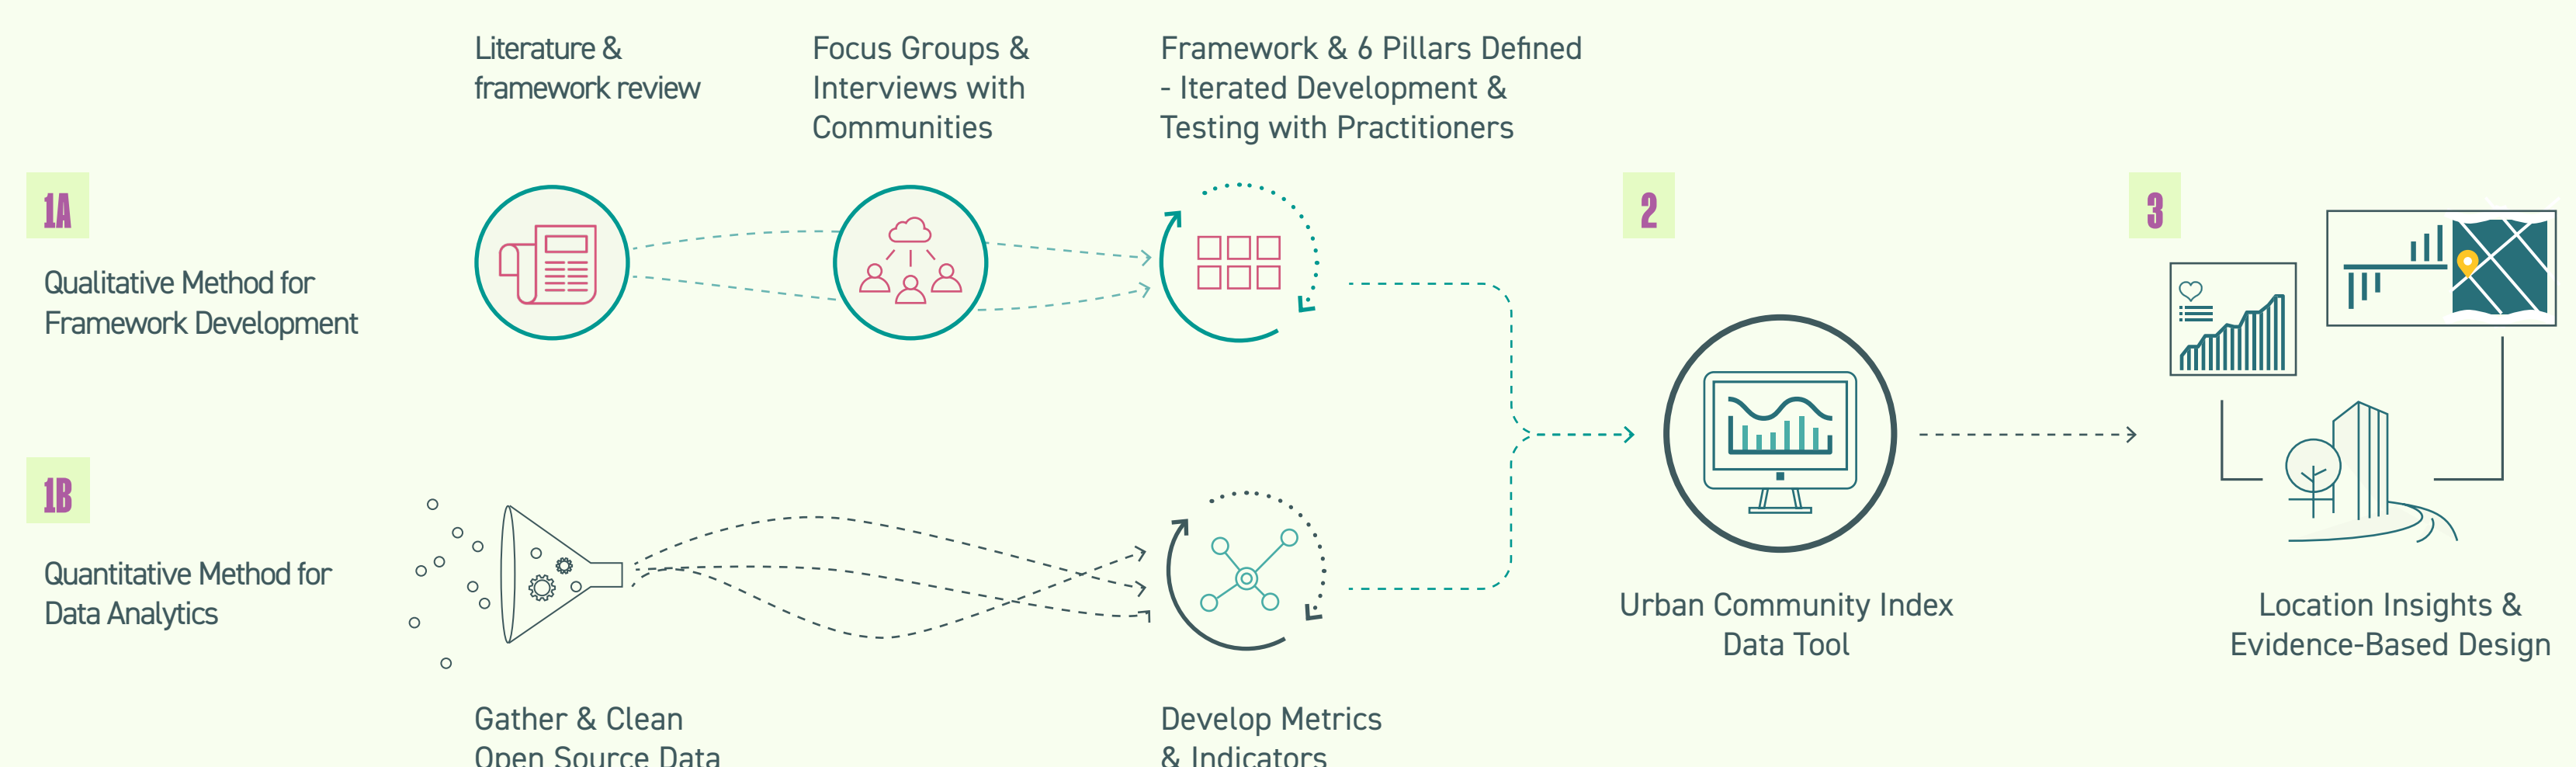 Literature &
framework review
Focus Groups &
Interviews with
Communities
Framework & 6 Pillars Defined
- Iterated Development &
Testing with Practitioners
1A
Qualitative Method for
Framework Development
2
3
1B
Quantitative Method for
Data Analytics
Urban Community Index
Data Tool
Location Insights &
Evidence-Based Design
Gather & Clean
Open Source Data
Develop Metrics
& Indicators